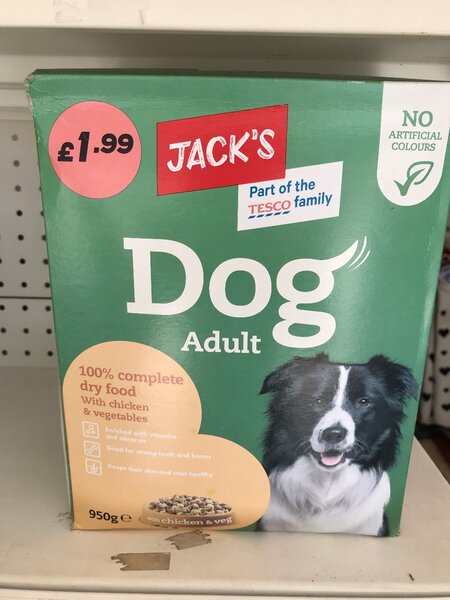 £1.99
JACK'S
Part of the
TESCO family
NO
ARTIFICIAL
COLOURS
Dog
Adult
100% complete
dry food
With chicken
& vegetables
Enriched with vitamins
and minerals
Good for strong teeth and bones
Keeps their skin and coat healthy
with chicken & veg
950g e